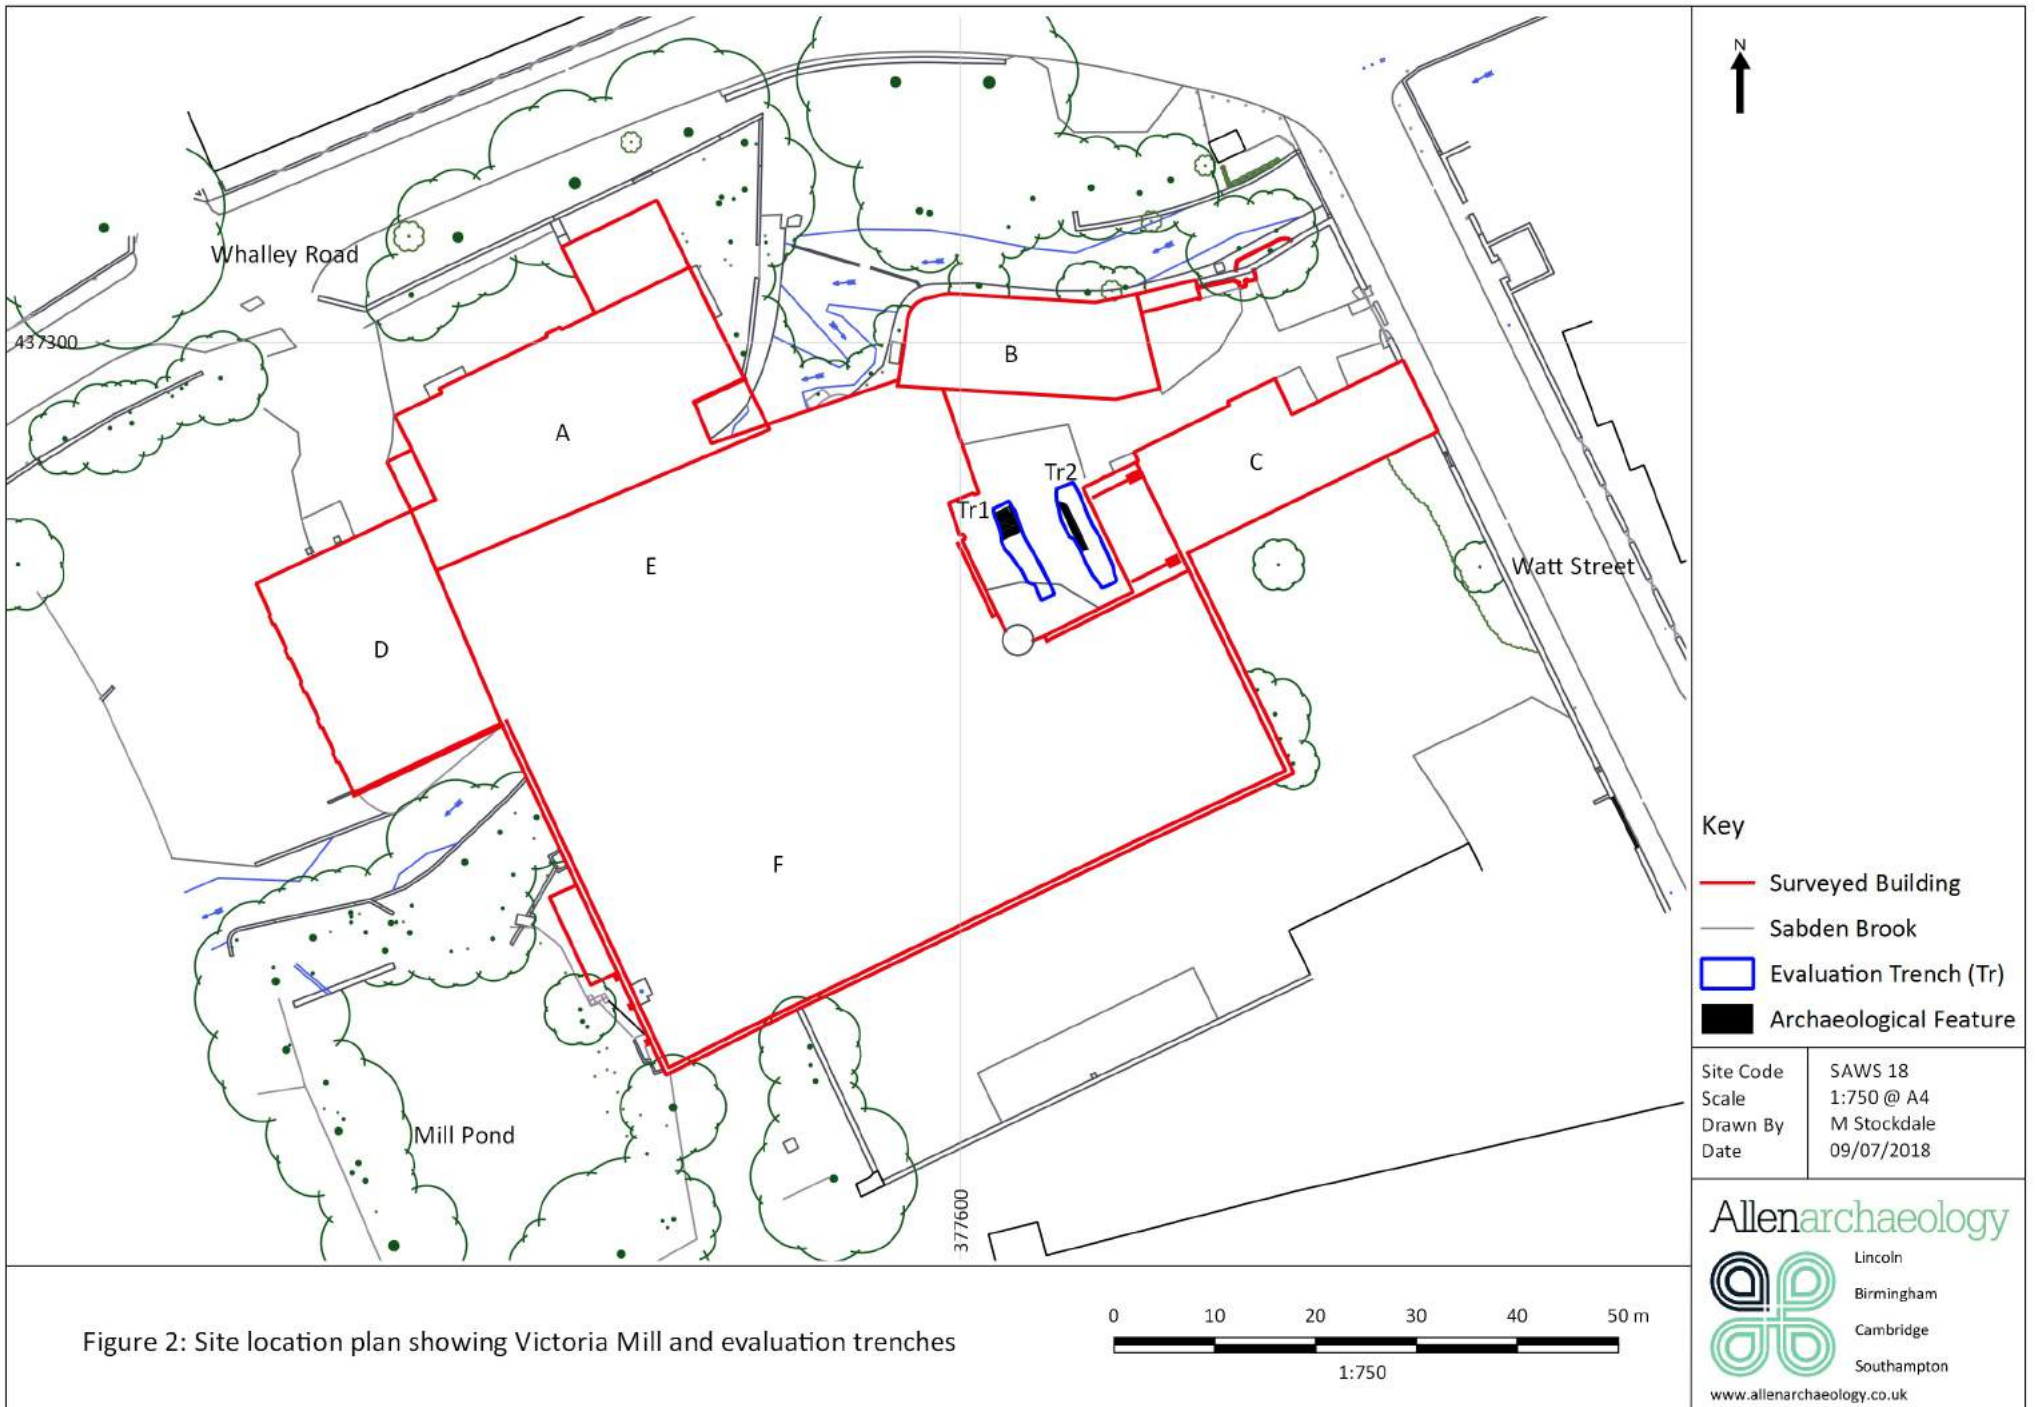 N
Whalley Road
437300
A
B
C
Tr1
Tr2
E
D
Watt Street
F
Mill Pond
377600
Key
Surveyed Building
Sabden Brook
Evaluation Trench (Tr)
Archaeological Feature
Site Code SAWS 18
Scale 1:750 @ A4
Drawn By M Stockdale
Date 09/07/2018
Allenarchaeology
Lincoln
Birmingham
Cambridge
Southampton
www.allenarchaeology.co.uk
Figure 2: Site location plan showing Victoria Mill and evaluation trenches
0 10 20 30 40 50 m
1:750